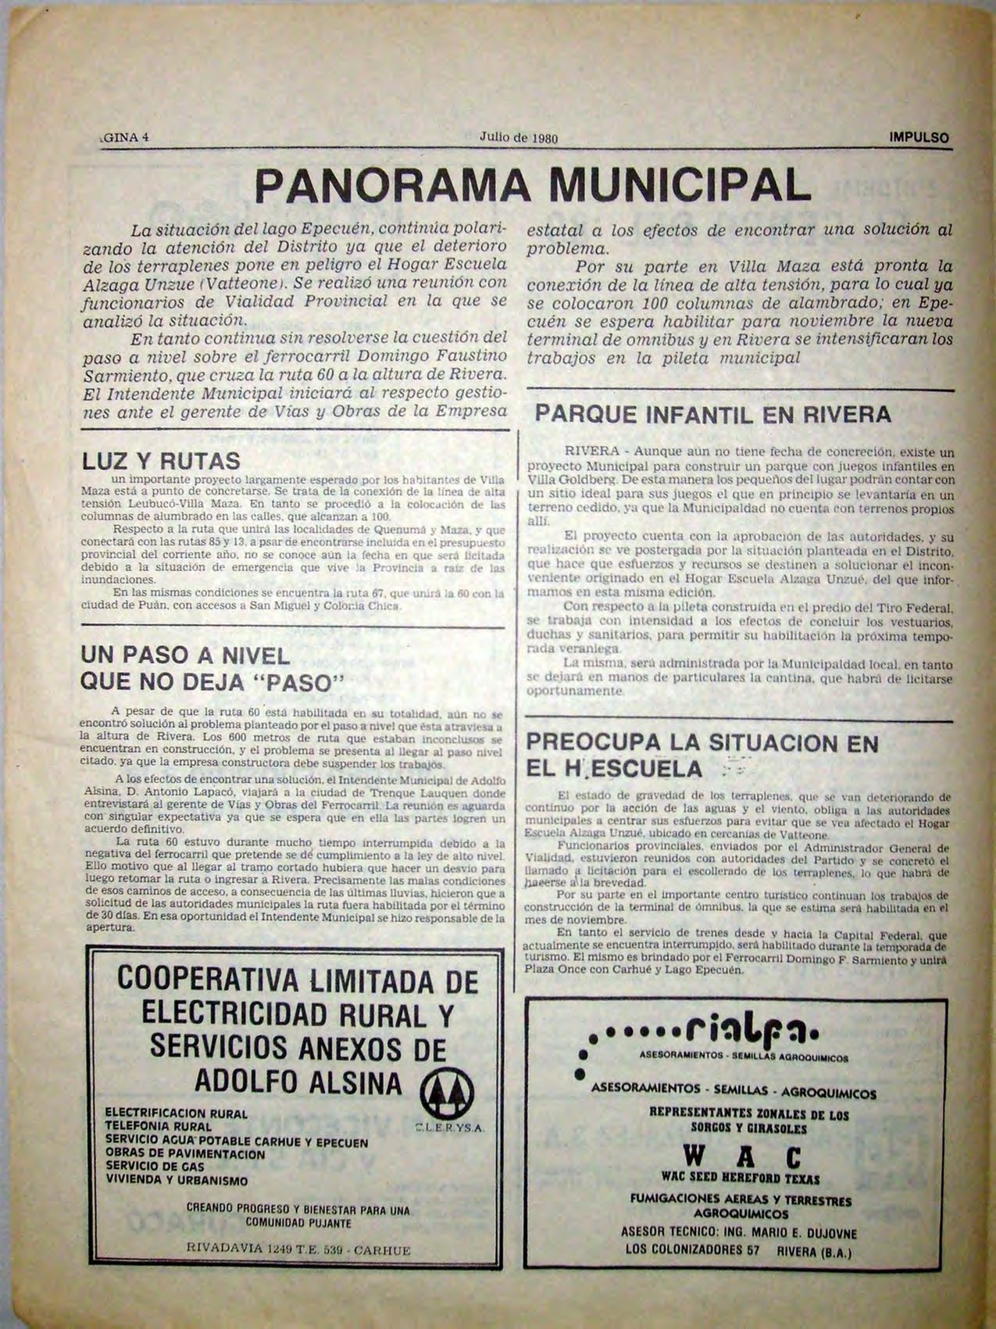 .GINA 4
Julio de 1980
IMPULSO
PANORAMA MUNICIPAL
La situación del lago Epecuén, continúa polari-
zando la atención del Distrito ya que el deterioro
de los terraplenes pone en peligro el Hogar Escuela
Alzaga Unzue (Vatteone). Se realizó una reunión con
funcionarios de Vialidad Provincial en la que se
analizó la situación.
En tanto continua sin resolverse la cuestión del
paso a nivel sobre el ferrocarril Domingo Faustino
Sarmiento, que cruza la ruta 60 a la altura de Rivera.
El Intendente Municipal iniciará al respecto gestio-
nes ante el gerente de Vías y Obras de la Empresa
estatal a los efectos de encontrar una solución al
problema.
Por su parte en Villa Maza está pronta la
conexión de la línea de alta tensión, para lo cual ya
se colocaron 100 columnas de alambrado; en Epe-
cuén se espera habilitar para noviembre la nueva
terminal de omnibus y en Rivera se intensificaran los
trabajos en la pileta municipal
LUZ Y RUTAS
un importante proyecto largamente esperado por los habitantes de Villa
Maza está a punto de concretarse. Se trata de la conexión de la línea de alta
tensión Leubucó-Villa Maza. En tanto se procedió a la colocación de las
columnas de alumbrado en las calles, que alcanzan a 100.
Respecto a la ruta que unirá las localidades de Quenumá y Maza, y que
conectará con las rutas 85 y 13, a psar de encontrarse incluida en el presupuesto
provincial del corriente año, no se conoce aun la fecha en que será licitada
debido a la situación de emergencia que vive la Provincia a raíz de las
inundaciones.
En las mismas condiciones se encuentra la ruta 67, que unirá la 60 con la
ciudad de Puán, con accesos a San Miguel y Colonia Chica.
UN PASO A NIVEL
QUE NO DEJA "PASO"
A pesar de que la ruta 60 está habilitada en su totalidad, aún no se
encontró solución al problema planteado por el paso a nivel que ésta atraviesa a
la altura de Rivera. Los 600 metros de ruta que estaban inconclusos se
encuentran en construcción, y el problema se presenta al llegar al paso nivel
citado, ya que la empresa constructora debe suspender los trabajos.
A los efectos de encontrar una solución, el Intendente Municipal de Adolfo
Alsina, D. Antonio Lapacó, viajará a la ciudad de Trenque Lauquen donde
entrevistará al gerente de Vías y Obras del Ferrocarril. La reunión es aguarda
con singular expectativa ya que se espera que en ella las partes logren un
acuerdo definitivo.
La ruta 60 estuvo durante mucho tiempo interrumpida debido a la
negativa del ferrocarril que pretende se dé cumplimiento a la ley de alto nivel.
Ello motivo que al llegar al tramo cortado hubiera que hacer un desvío para
luego retomar la ruta o ingresar a Rivera. Precisamente las malas condiciones
de esos caminos de acceso, a consecuencia de las últimas lluvias, hicieron que a
solicitud de las autoridades municipales la ruta fuera habilitada por el término
de 30 días. En esa oportunidad el Intendente Municipal se hizo responsable de la
apertura.
COOPERATIVA LIMITADA DE
ELECTRICIDAD RURAL Y
SERVICIOS ANEXOS DE
ADOLFO ALSINA
C.L.E.R.Y.S.A.
ELECTRIFICACION RURAL
TELEFONIA RURAL
SERVICIO AGUA POTABLE CARHUE Y EPECUEN
OBRAS DE PAVIMENTACION
SERVICIO DE GAS
VIVIENDA Y URBANISMO
CREANDO PROGRESO Y BIENESTAR PARA UNA
COMUNIDAD PUJANTE
RIVADAVIA 1249 T.E. 539 - CARHUE
PARQUE INFANTIL EN RIVERA
RIVERA - Aunque aun no tiene fecha de concreción, existe un
proyecto Municipal para construir un parque con juegos infantiles en
Villa Goldberg. De esta manera los pequeños del lugar podrán contar con
un sitio ideal para sus juegos el que en principio se levantaría en un
terreno cedido, ya que la Municipaldad no cuenta con terrenos propios
allí.
El proyecto cuenta con la aprobación de las autoridades, y su
realización se ve postergada por la situación planteada en el Distrito,
que hace que esfuerzos y recursos se destinen a solucionar el incon-
veniente originado en el Hogar Escuela Alzaga Unzué, del que infor-
mamos en esta misma edición.
Con respecto a la pileta construída en el predio del Tiro Federal,
se trabaja con intensidad a los efectos de concluir los vestuarios,
duchas y sanitarios, para permitir su habilitación la próxima tempo-
rada veraniega.
La misma, será administrada por la Municipaldad local, en tanto
se dejará en manos de particulares la cantina, que habrá de licitarse
oportunamente.
PREOCUPA LA SITUACION EN
EL H.ESCUELA
El estado de gravedad de los terraplenes, que se van deteriorando de
continuo por la acción de las aguas y el viento, obliga a las autoridades
municipales a centrar sus esfuerzos para evitar que se vea afectado el Hogar
Escuela Alzaga Unzué, ubicado en cercanías de Vatteone.
Funcionarios provinciales, enviados por el Administrador General de
Vialidad, estuvieron reunidos con autoridades del Partido y se concretó el
llamado a licitación para el escollerado de los terraplenes, lo que habrá de
haeerse a la brevedad.
Por su parte en el importante centro turístico continuan los trabajos de
construcción de la terminal de ómnibus, la que se estima será habilitada en el
mes de noviembre.
En tanto el servicio de trenes desde y hacia la Capital Federal, que
actualmente se encuentra interrumpido, será habilitado durante la temporada de
turismo. El mismo es brindado por el Ferrocarril Domingo F. Sarmiento y unirá
Plaza Once con Carhué y Lago Epecuén.
rialpa
ASESORAMIENTOS - SEMILLAS AGROQUIMICOS
ASESORAMIENTOS - SEMILLAS - AGROQUIMICOS
REPRESENTANTES ZONALES DE LOS
SORGOS Y GIRASOLES
W A C
WAC SEED HEREFORD TEXAS
FUMIGACIONES AEREAS Y TERRESTRES
AGROQUIMICOS
ASESOR TECNICO: ING. MARIO E. DUJOVNE
LOS COLONIZADORES 57 RIVERA (B.A.)